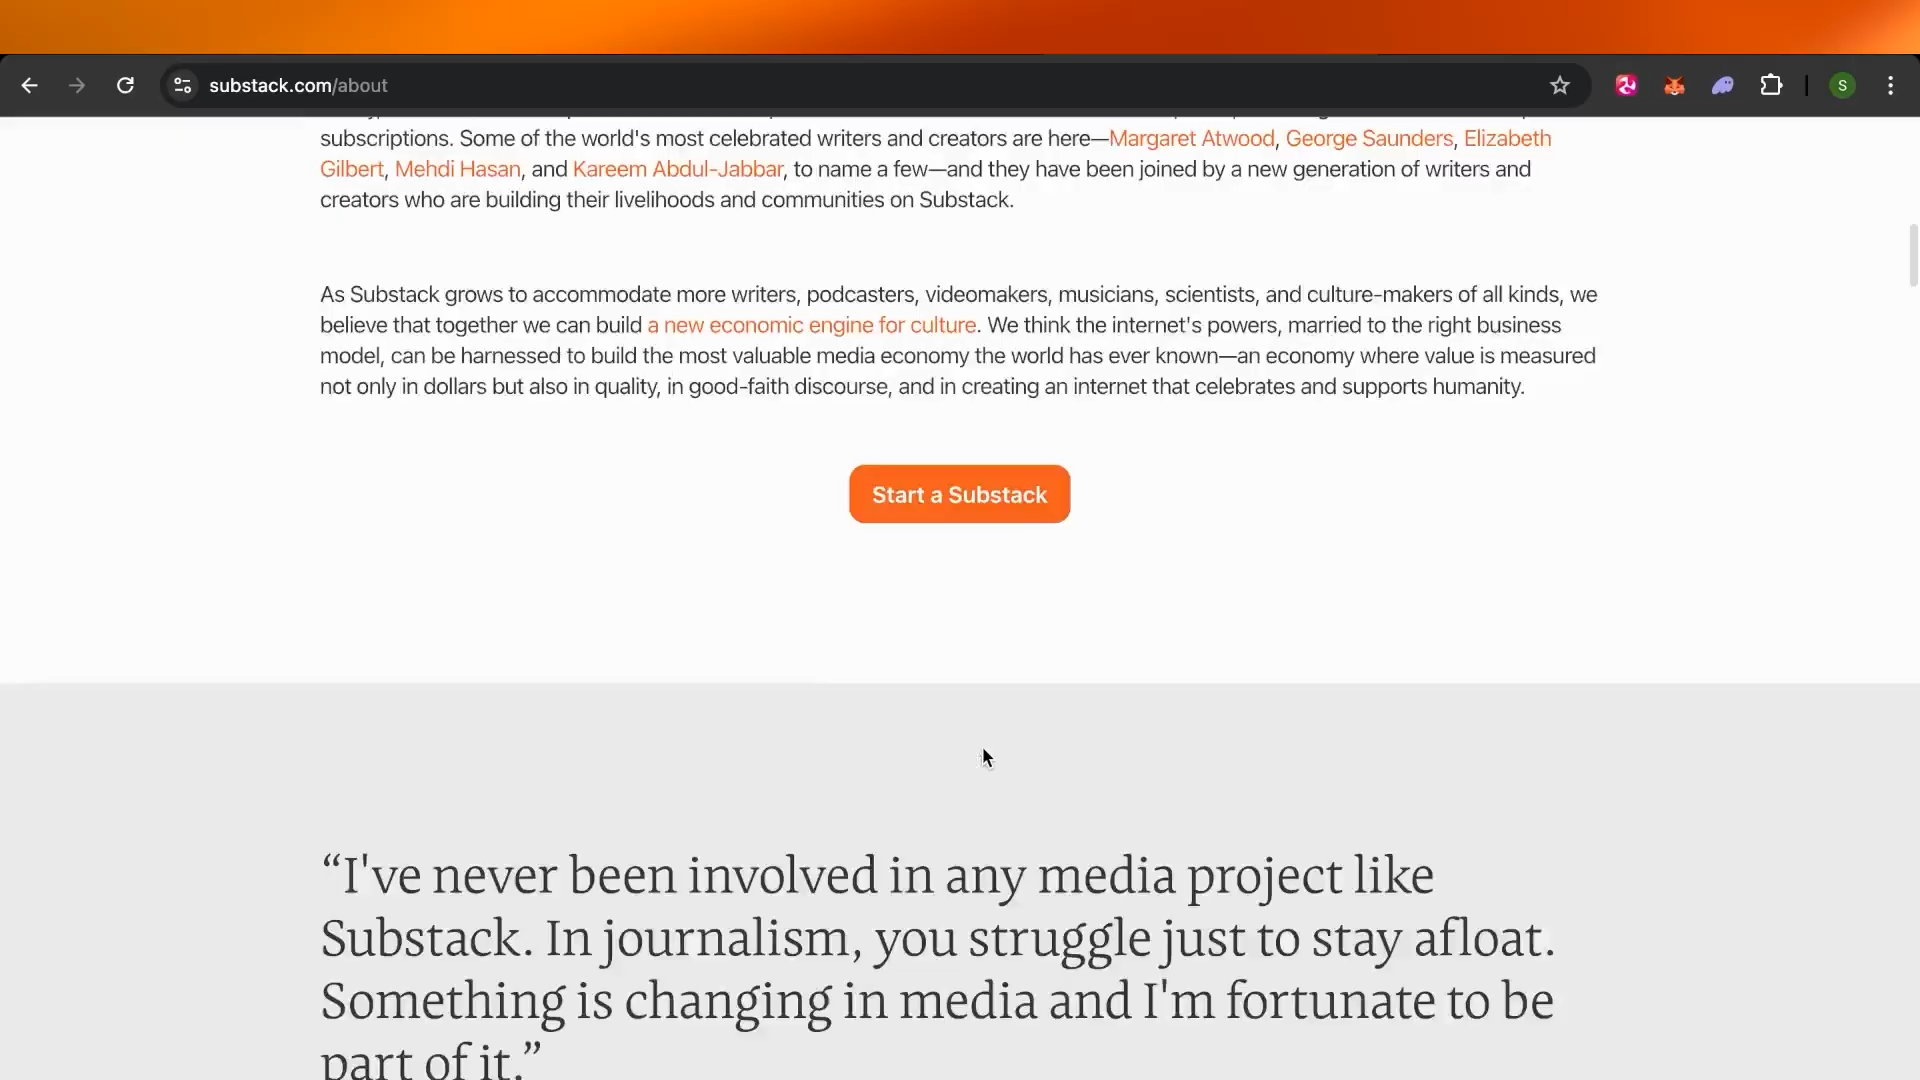 substack.com/about
S
subscriptions. Some of the world's most celebrated writers and creators are here—Margaret Atwood, George Saunders, Elizabeth
Gilbert, Mehdi Hasan, and Kareem Abdul-Jabbar, to name a few—and they have been joined by a new generation of writers and
creators who are building their livelihoods and communities on Substack.
As Substack grows to accommodate more writers, podcasters, videomakers, musicians, scientists, and culture-makers of all kinds, we
believe that together we can build a new economic engine for culture. We think the internet's powers, married to the right business
model, can be harnessed to build the most valuable media economy the world has ever known—an economy where value is measured
not only in dollars but also in quality, in good-faith discourse, and in creating an internet that celebrates and supports humanity.
Start a Substack
“I've never been involved in any media project like
Substack. In journalism, you struggle just to stay afloat.
Something is changing in media and I'm fortunate to be
part of it.”